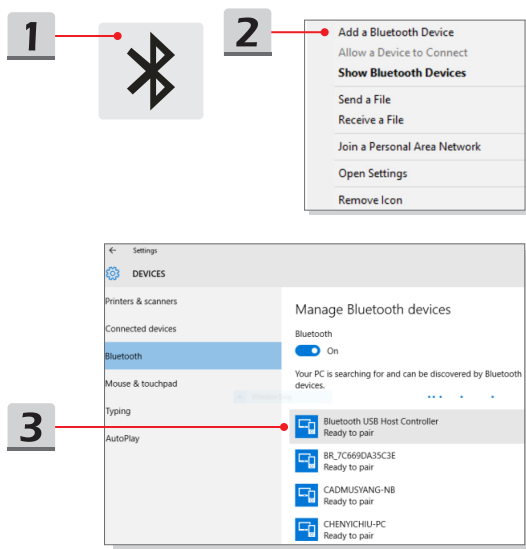 1
2
Add a Bluetooth Device
Allow a Device to Connect
Show Bluetooth Devices
Send a File
Receive a File
Join a Personal Area Network
Open Settings
Remove Icon
Settings
DEVICES
Printers & scanners
Connected devices
Bluetooth
Mouse & touchpad
Typing
AutoPlay
Manage Bluetooth devices
Bluetooth
On
Your PC is searching for and can be discovered by Bluetooth
devices.
3
Bluetooth USB Host Controller
Ready to pair
BR_7C669DA35C3E
Ready to pair
CADMUSYANG-NB
Ready to pair
CHENYICHIU-PC
Ready to pair